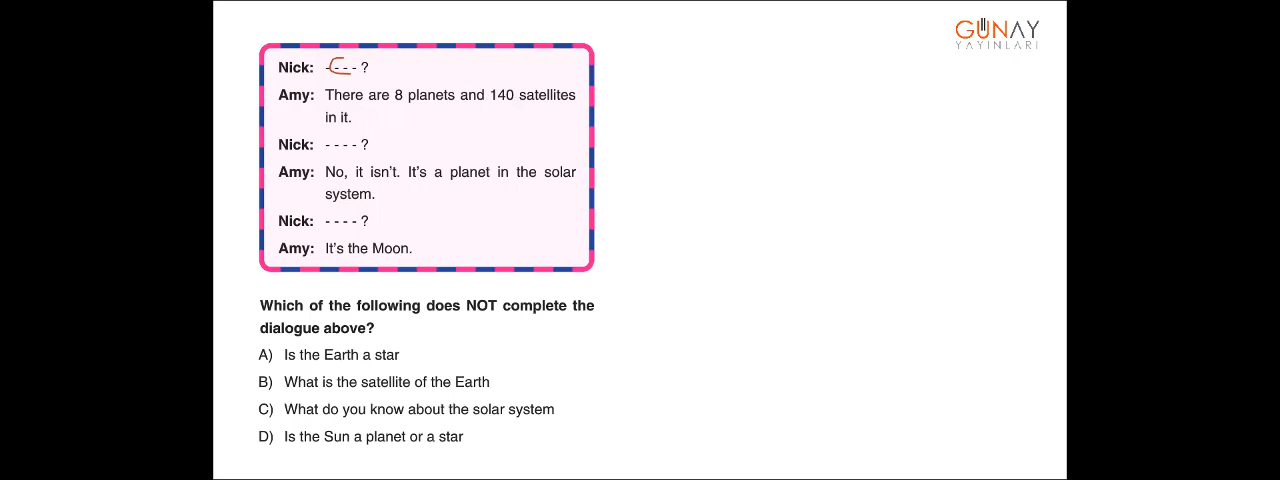 GÜNAY
YAYINLARI
Nick: - - - - ?
C
Amy: There are 8 planets and 140 satellites
in it.
Nick: - - - - ?
Amy: No, it isn't. It's a planet in the solar
system.
Nick: - - - - ?
Amy: It's the Moon.
Which of the following does NOT complete the
dialogue above?
A) Is the Earth a star
B) What is the satellite of the Earth
C) What do you know about the solar system
D) Is the Sun a planet or a star